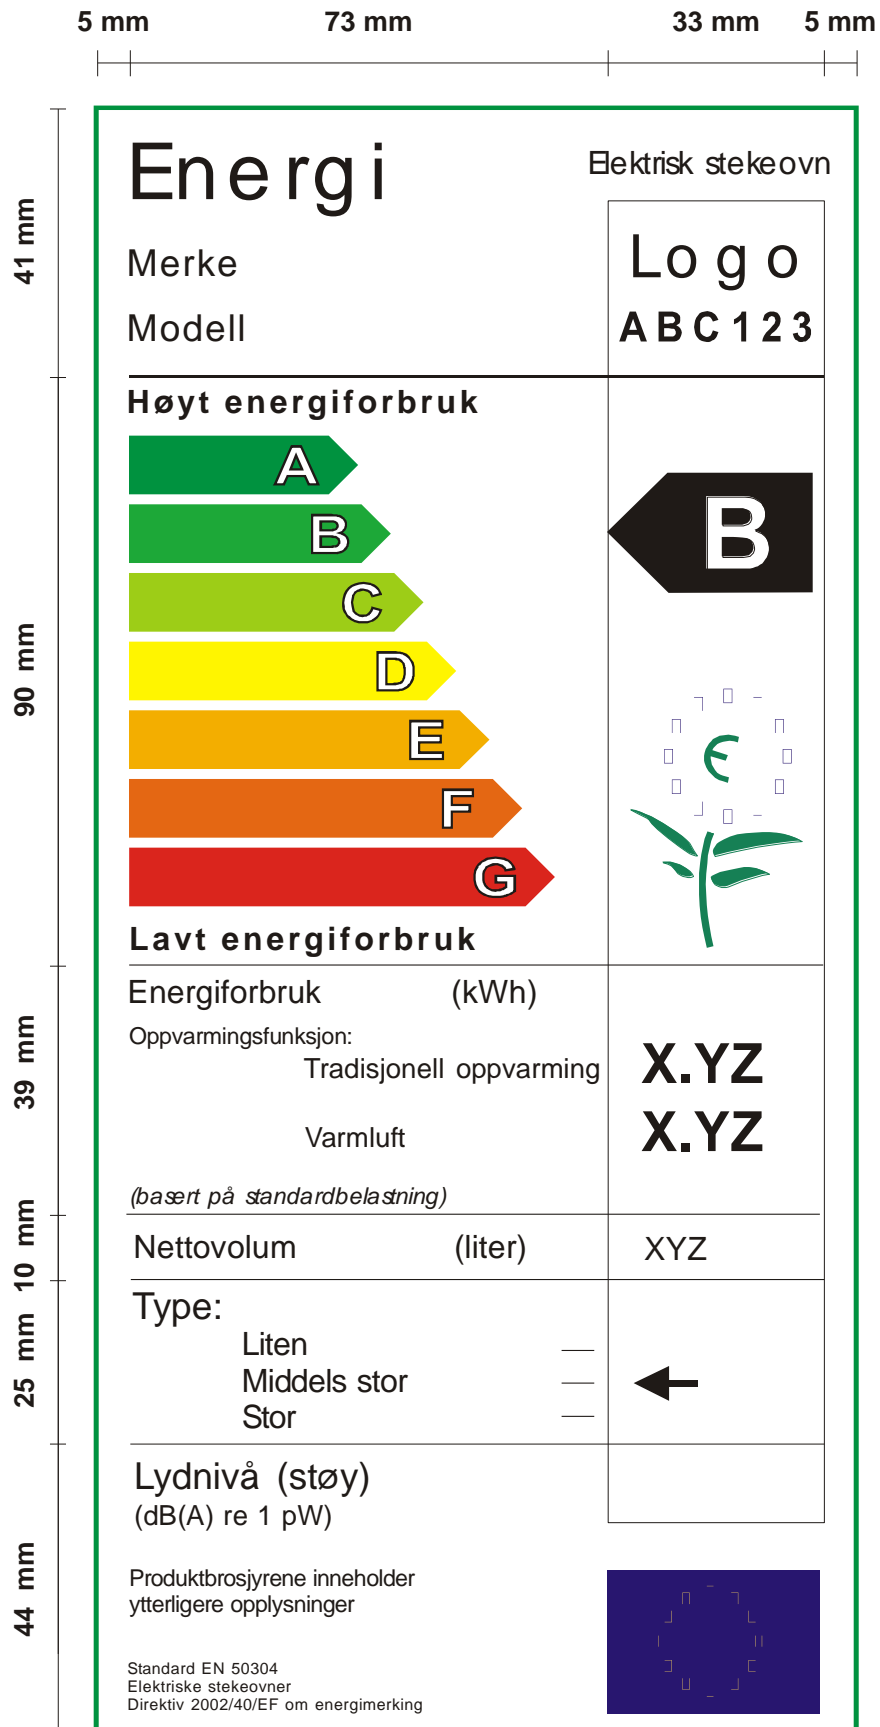 5 mm 73 mm 33 mm 5 mm
Energi
Elektrisk stekeovn
41 mm
Merke
Logo
Modell
ABC123
Høyt energiforbruk
A
B
B
C
90 mm
D
E
F
G
Lavt energiforbruk
Energiforbruk (kWh)
39 mm
Oppvarmingsfunksjon:
Tradisjonell oppvarming X.YZ
Varmluft X.YZ
(basert på standardbelastning)
10 mm
Nettovolum (liter) XYZ
25 mm
Type:
Liten
Middels stor
Stor
44 mm
Lydnivå (støy)
(dB(A) re 1 pW)
Produktbrosjyrene inneholder
ytterligere opplysninger
Standard EN 50304
Elektriske stekeovner
Direktiv 2002/40/EF om energimerking